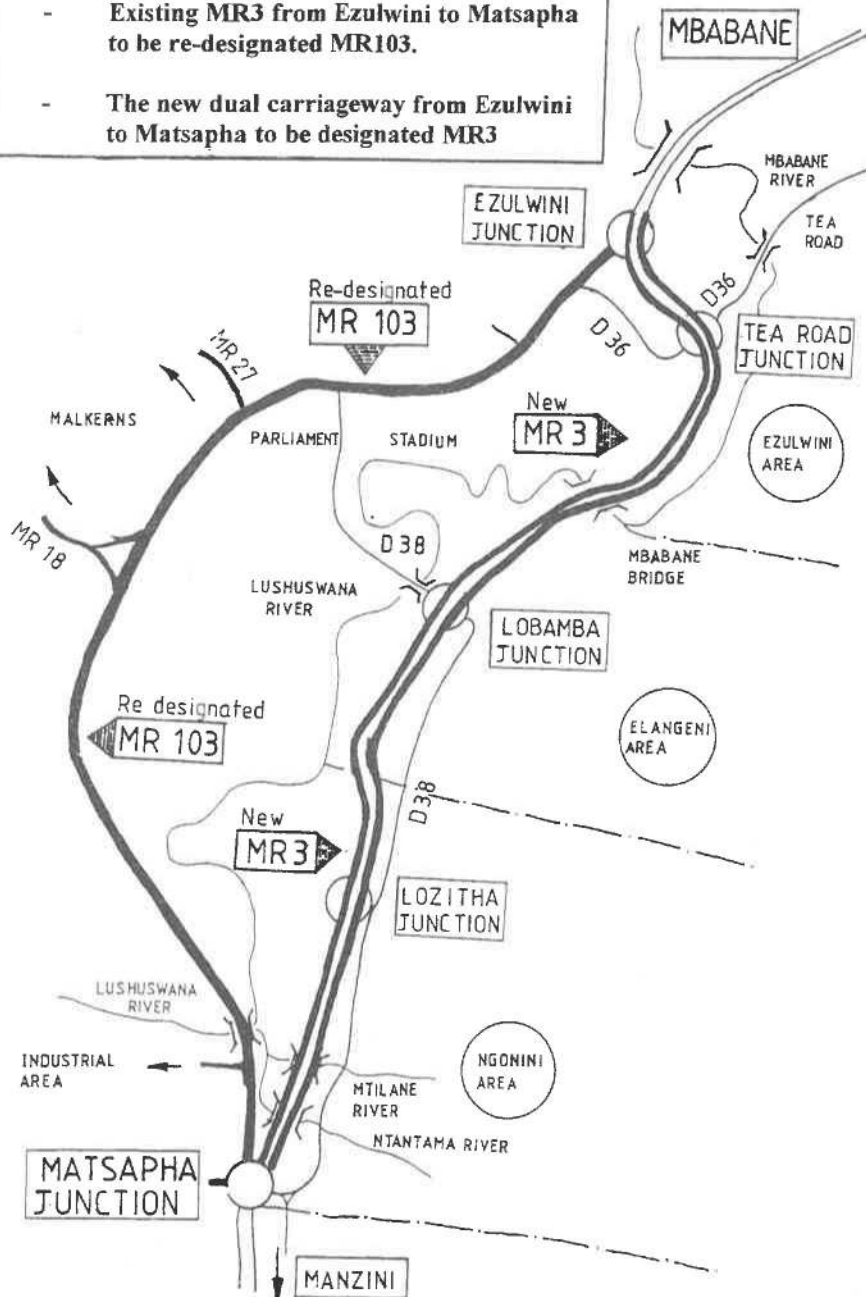 - Existing MR3 from Ezulwini to Matsapha
to be re-designated MR103.
- The new dual carriageway from Ezulwini
to Matsapha to be designated MR3
MBABANE
MBABANE
RIVER
EZULWINI
JUNCTION
TEA
ROAD
Re-designated
MR 103
D36
D36
TEA ROAD
JUNCTION
MR 27
New
MR 3
MALKERNS
PARLIAMENT
STADIUM
EZULWINI
AREA
MR 18
D38
MBABANE
BRIDGE
LUSHUSWANA
RIVER
LOBAMBA
JUNCTION
Re designated
MR 103
ELANGENI
AREA
D38
New
MR3
LOZITHA
JUNCTION
LUSHUSWANA
RIVER
INDUSTRIAL
AREA
NGONINI
AREA
MTILANE
RIVER
NTANTAMA RIVER
MATSAPHA
JUNCTION
MANZINI